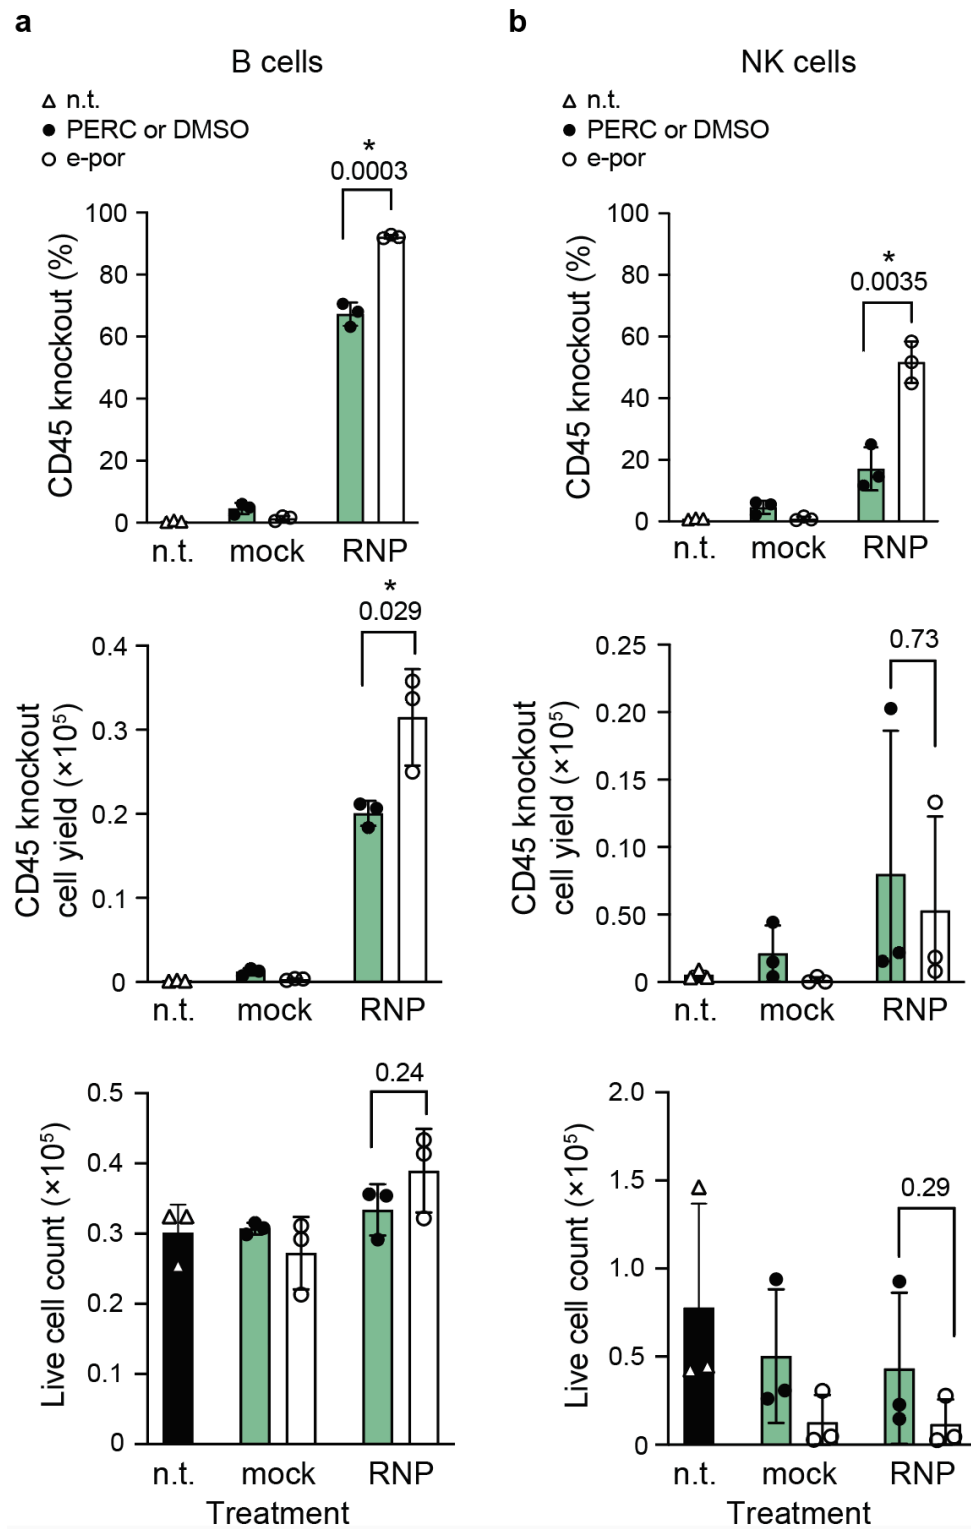 a
B cells
n.t.
PERC or DMSO
e-por
*
0.0003
100
80
60
40
20
0
CD45 knockout (%)
n.t. mock RNP
*
0.029
0.4
0.3
0.2
0.1
0
CD45 knockout
cell yield (×10⁵)
n.t. mock RNP
0.24
0.5
0.4
0.3
0.2
0.1
0
Live cell count (×10⁵)
n.t. mock RNP
Treatment
b
NK cells
n.t.
PERC or DMSO
e-por
*
0.0035
100
80
60
40
20
0
CD45 knockout (%)
n.t. mock RNP
0.73
0.25
0.20
0.15
0.10
0.50
0
CD45 knockout
cell yield (×10⁵)
n.t. mock RNP
0.29
2.0
1.5
1.0
0.5
0
Live cell count (×10⁵)
n.t. mock RNP
Treatment